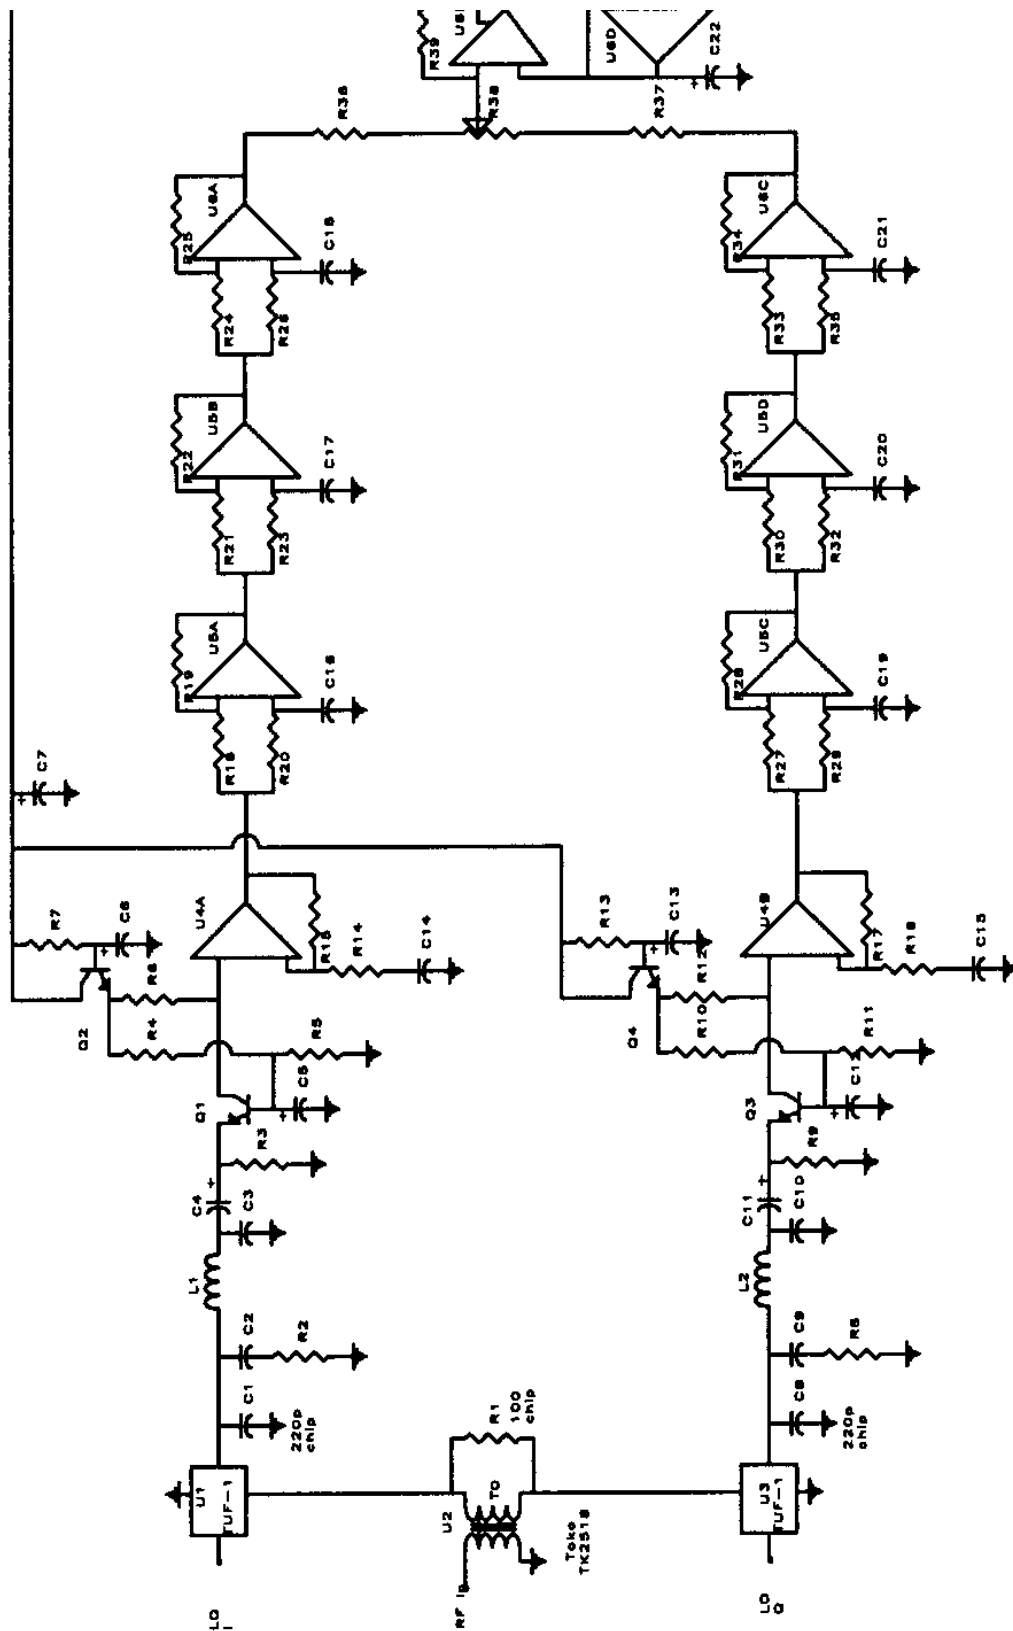 R39
U6D
C22
R36
R38
R37
U6A
R25
C18
R24
R26
U6C
R34
C21
R33
R35
U5B
R22
C17
R21
R23
U5D
R31
C20
R30
R32
U5A
R19
C16
R18
R20
U5C
R28
C19
R27
R29
C7
R7
C6
U4A
R15
R14
C14
R6
R4
Q2
R5
R13
C13
U4B
R17
R16
C15
R12
R10
Q4
R11
Q1
C5
R3
C4
C3
L1
Q3
C12
R9
C11
C10
L2
C2
R2
C1
220p
chip
C9
R8
C8
220p
chip
R1
100
chip
U1
TUF-1
U2
TO
Toko
TK2518
U3
TUF-1
LO
I
RF
LO
Q